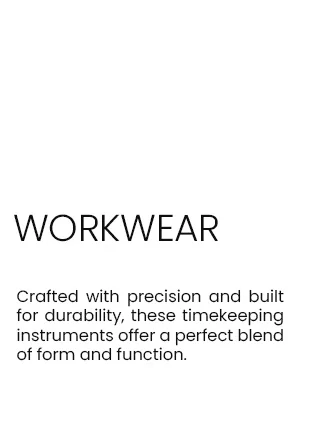 WORKWEAR
Crafted with precision and built
for durability, these timekeeping
instruments offer a perfect blend
of form and function.